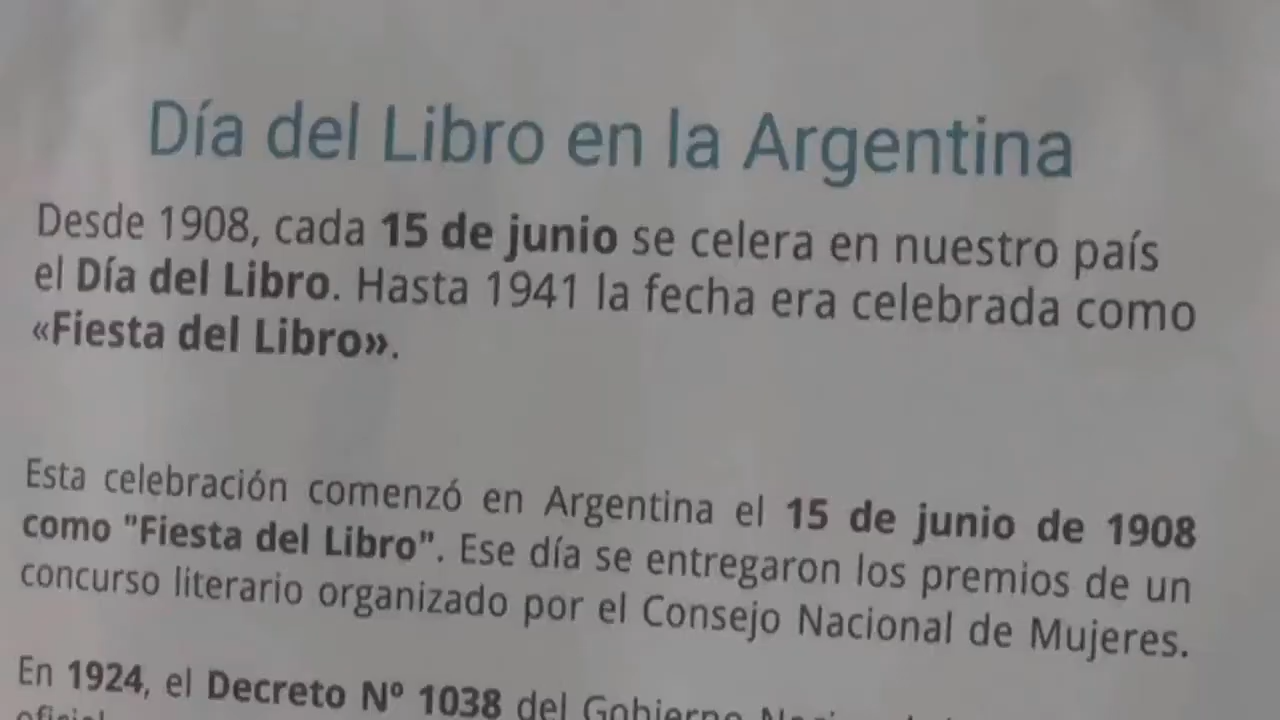 Día del Libro en la Argentina
Desde 1908, cada 15 de junio se celera en nuestro país
el Día del Libro. Hasta 1941 la fecha era celebrada como
«Fiesta del Libro».
Esta celebración comenzó en Argentina el 15 de junio de 1908
como "Fiesta del Libro". Ese día se entregaron los premios de un
concurso literario organizado por el Consejo Nacional de Mujeres.
En 1924, el Decreto Nº 1038 del Gobierno